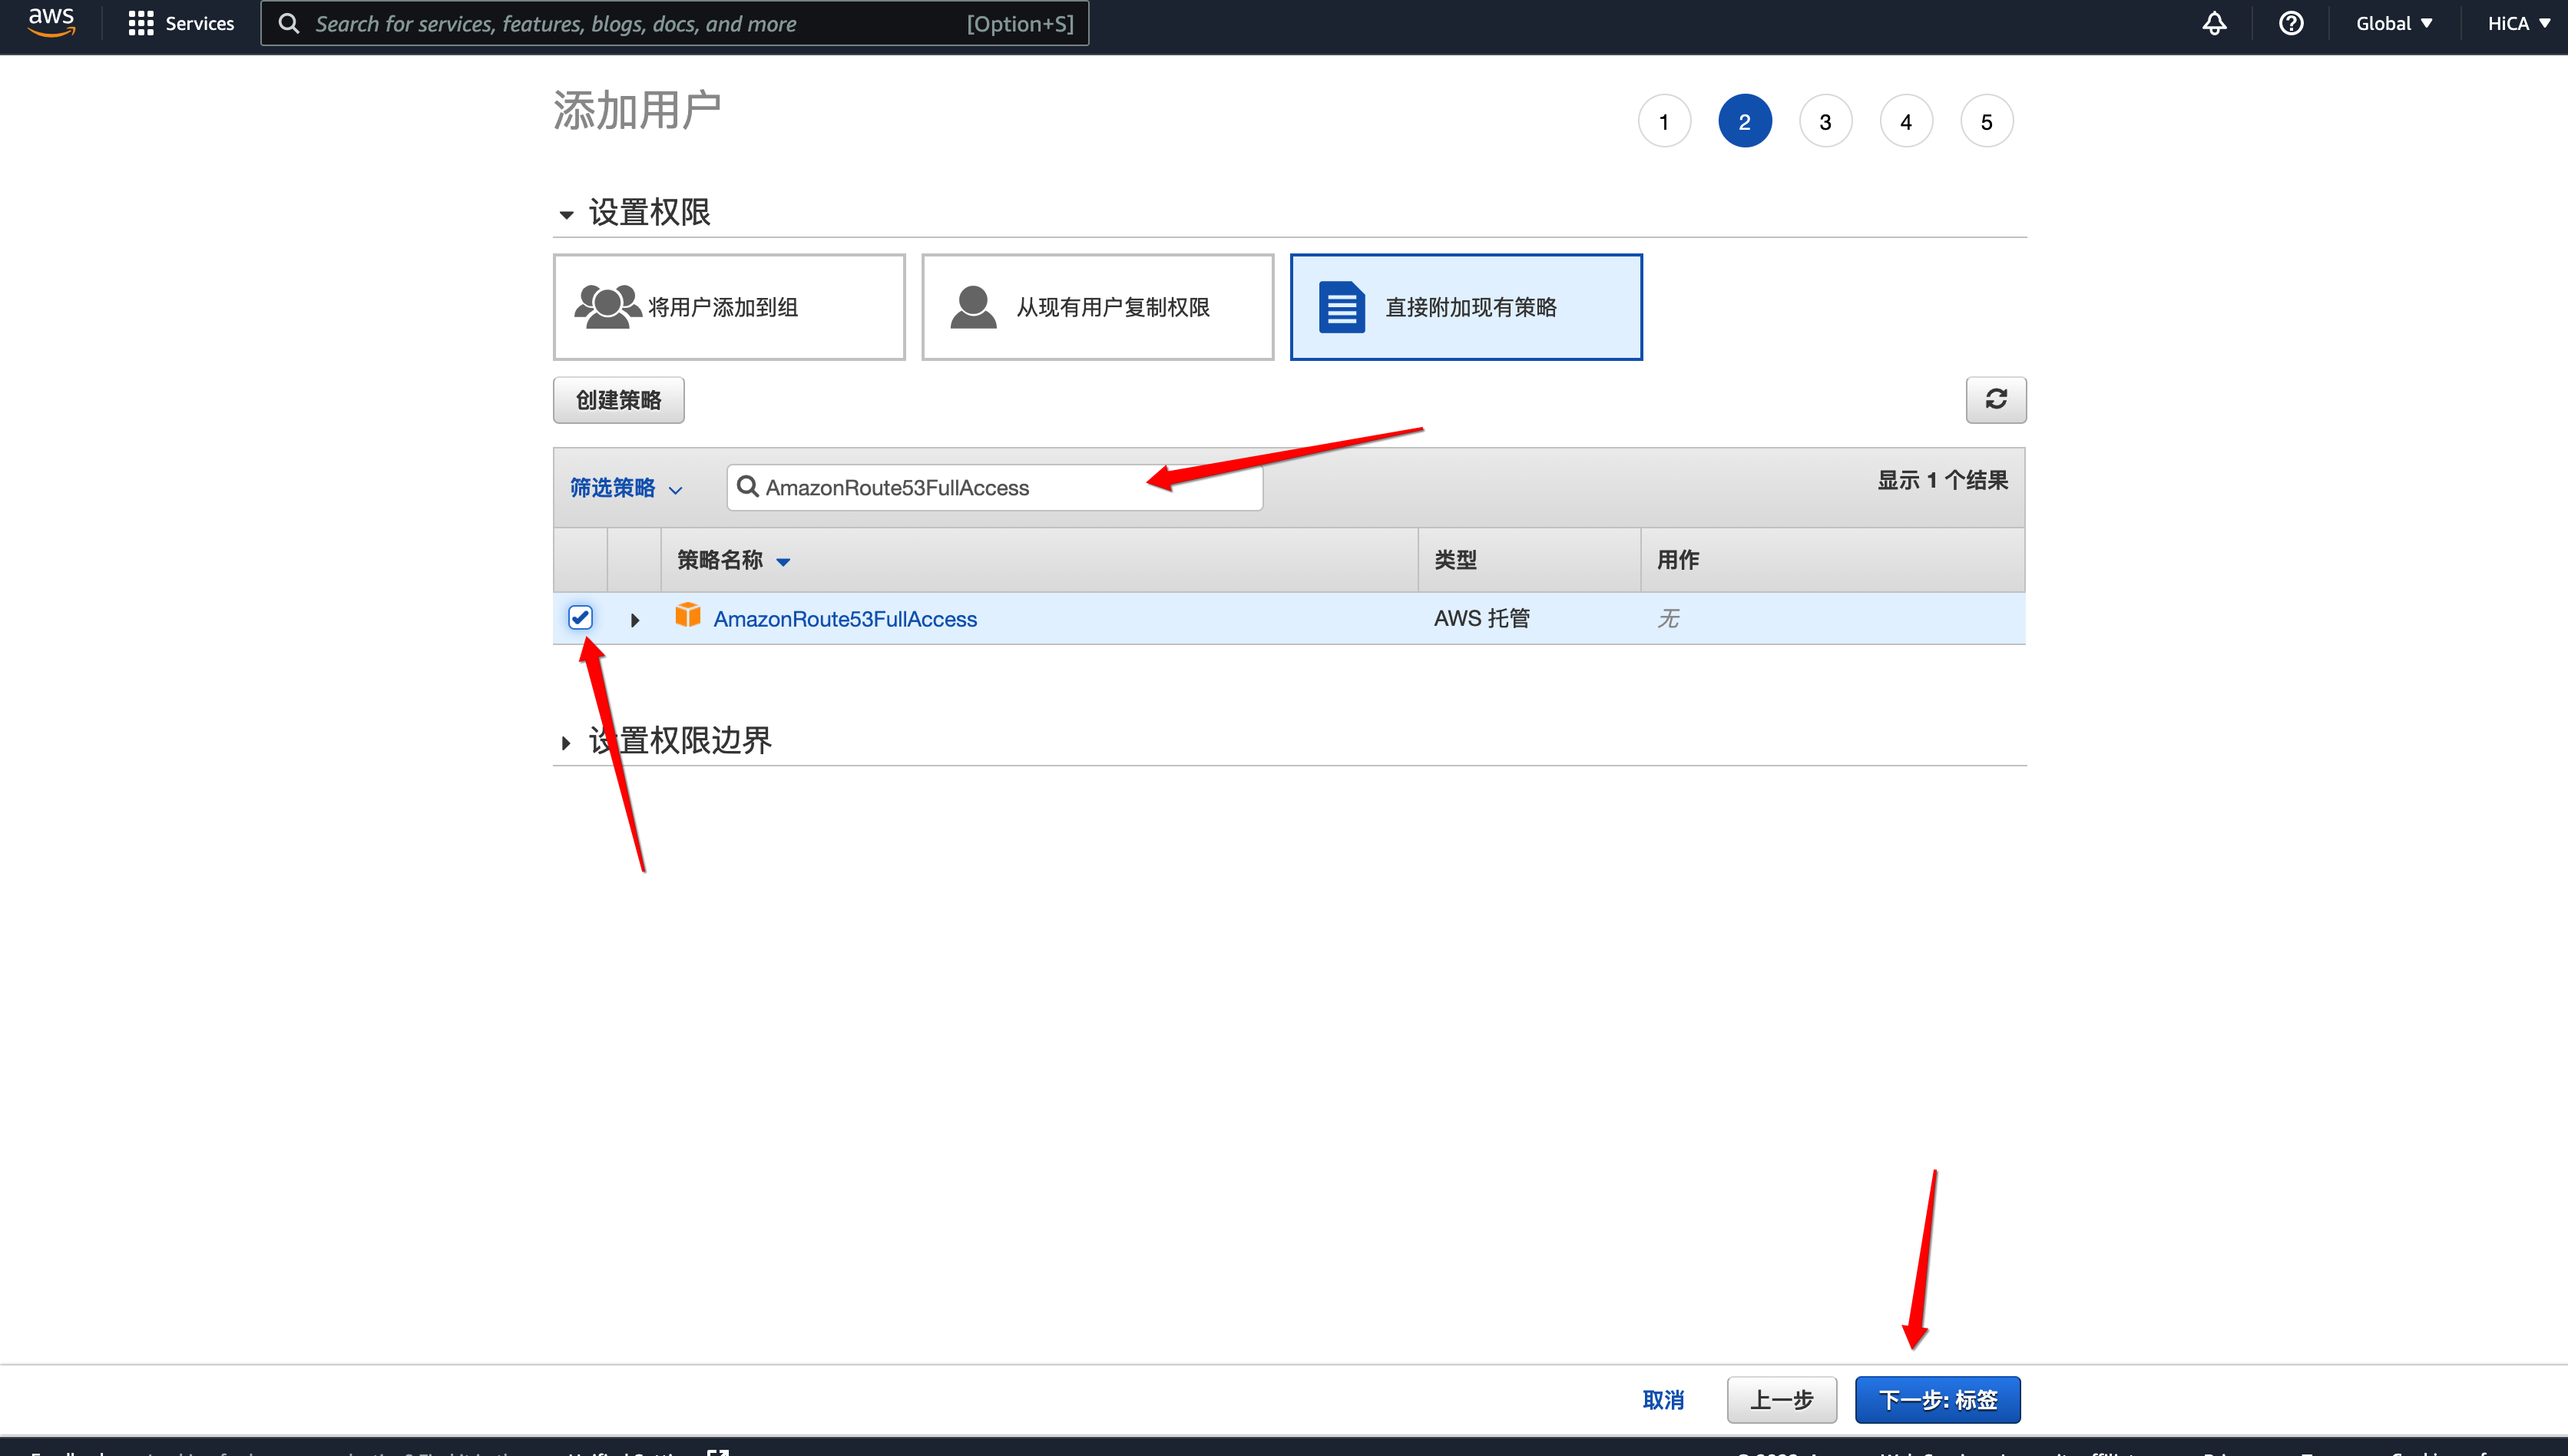 aws Services Search for services, features, blogs, docs, and more [Option+S] Global HiCA
添加用户 1 2 3 4 5
设置权限
将用户添加到组 从现有用户复制权限 直接附加现有策略
创建策略
筛选策略 AmazonRoute53FullAccess 显示 1 个结果
策略名称 类型 用作
AmazonRoute53FullAccess AWS 托管 无
设置权限边界
取消 上一步 下一步: 标签